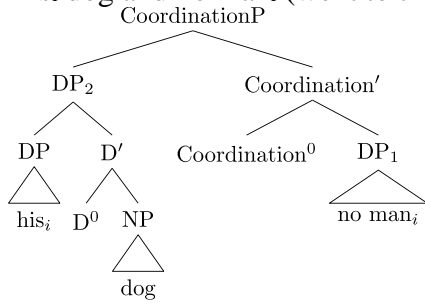 CoordinationP
DP₂ Coordination′
DP D′ Coordination⁰ DP₁
hisᵢ D⁰ NP no manᵢ
dog